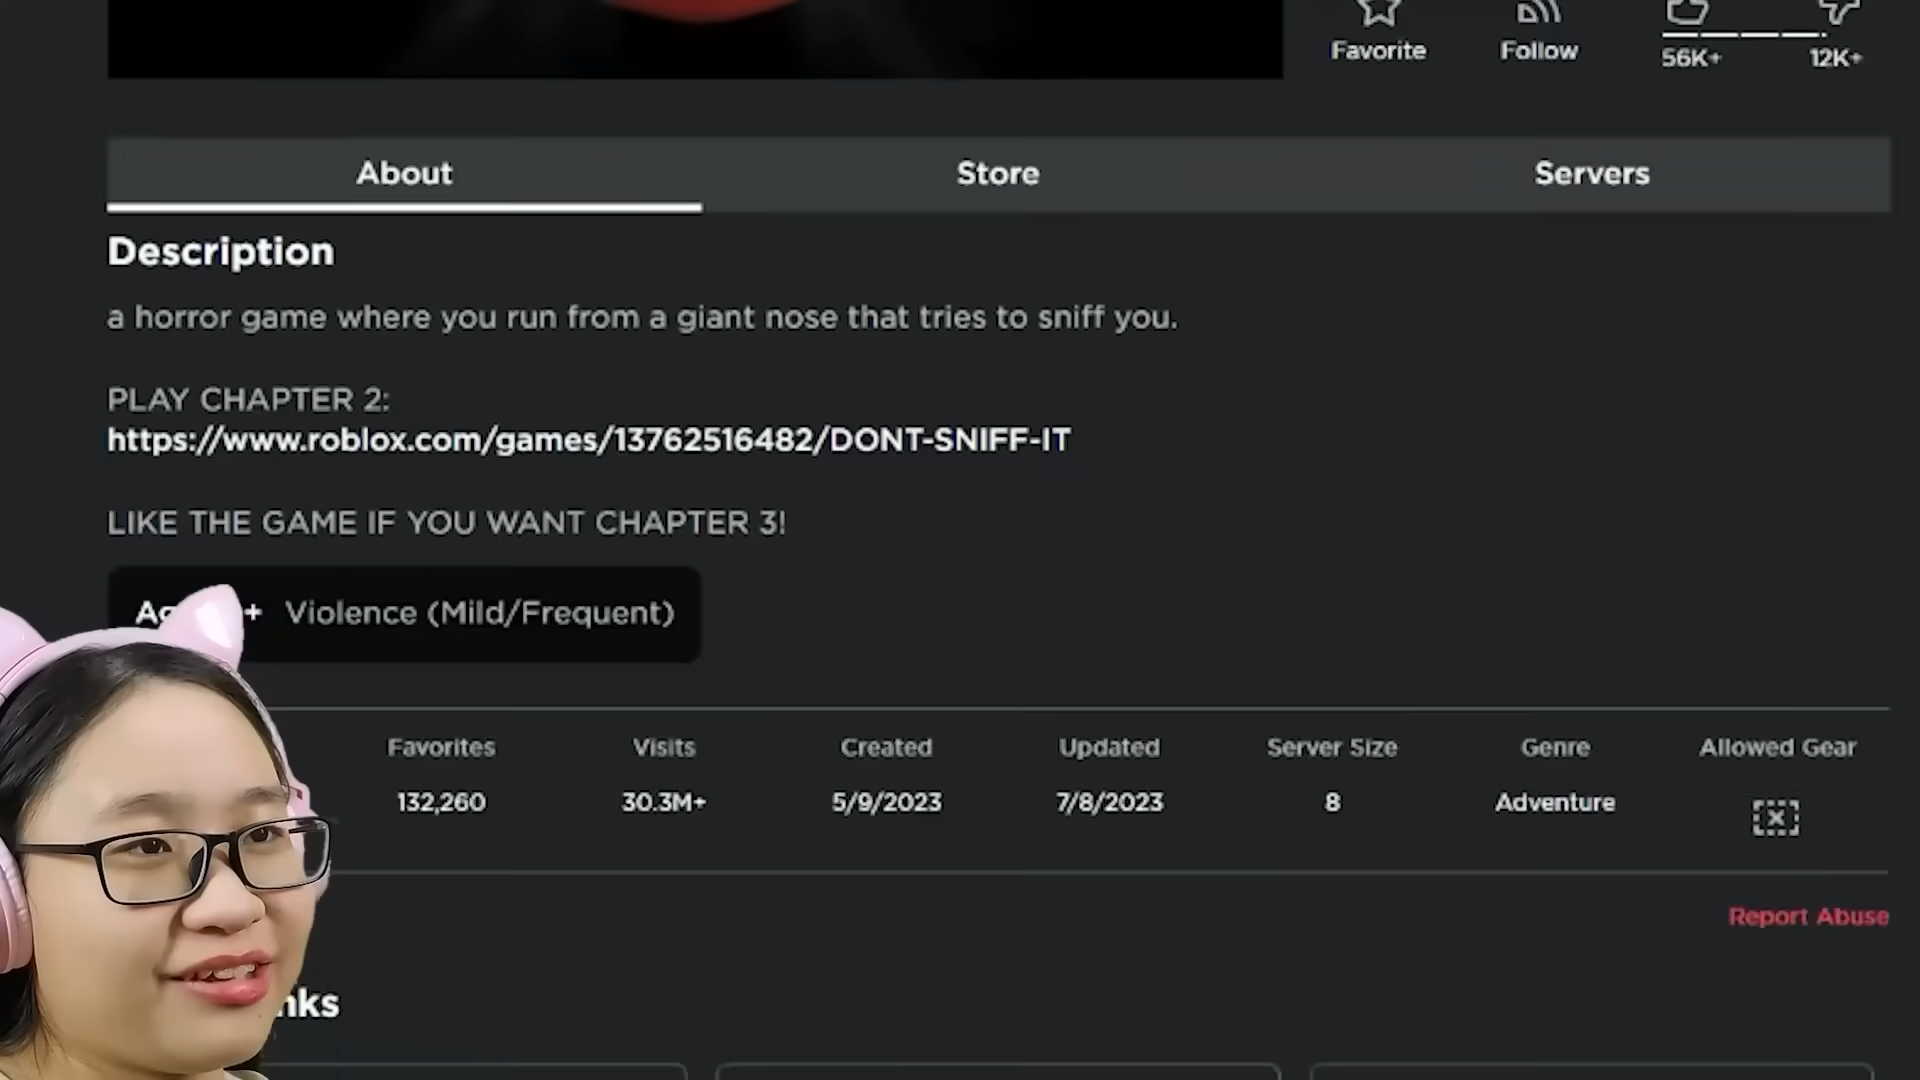 Favorite
Follow
56K+
12K+
About
Store
Servers
Description
a horror game where you run from a giant nose that tries to sniff you.
PLAY CHAPTER 2:
https://www.roblox.com/games/13762516482/DONT-SNIFF-IT
LIKE THE GAME IF YOU WANT CHAPTER 3!
Violence (Mild/Frequent)
Favorites
Visits
Created
Updated
Server Size
Genre
Allowed Gear
132,260
30.3M+
5/9/2023
7/8/2023
8
Adventure
Report Abuse